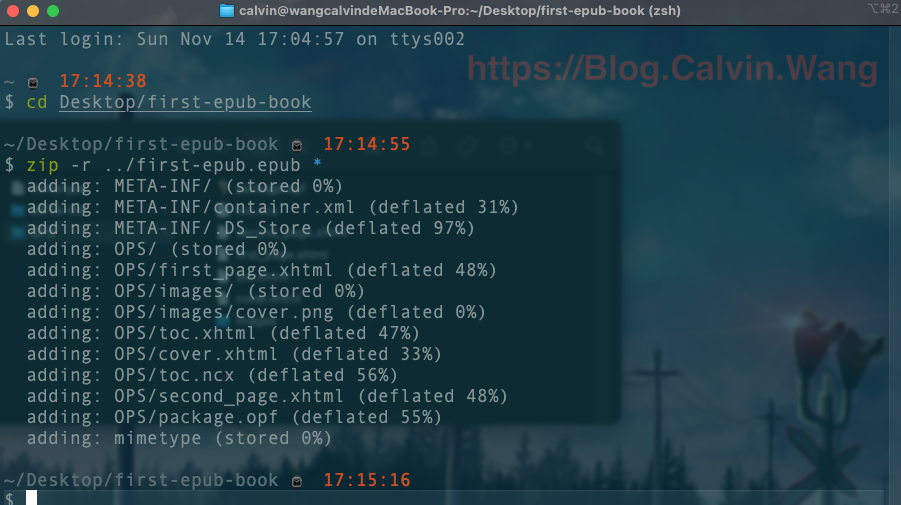 calvin@wangcalvindeMacBook-Pro:~/Desktop/first-epub-book (zsh)
⌥⌘2
Last login: Sun Nov 14 17:04:57 on ttys002
https://Blog.Calvin.Wang
~ 17:14:38
$ cd Desktop/first-epub-book
~/Desktop/first-epub-book 17:14:55
$ zip -r ../first-epub.epub *
adding: META-INF/ (stored 0%)
adding: META-INF/container.xml (deflated 31%)
adding: META-INF/.DS_Store (deflated 97%)
adding: OPS/ (stored 0%)
adding: OPS/first_page.xhtml (deflated 48%)
adding: OPS/images/ (stored 0%)
adding: OPS/images/cover.png (deflated 0%)
adding: OPS/toc.xhtml (deflated 47%)
adding: OPS/cover.xhtml (deflated 33%)
adding: OPS/toc.ncx (deflated 56%)
adding: OPS/second_page.xhtml (deflated 48%)
adding: OPS/package.opf (deflated 55%)
adding: mimetype (stored 0%)
~/Desktop/first-epub-book 17:15:16
$